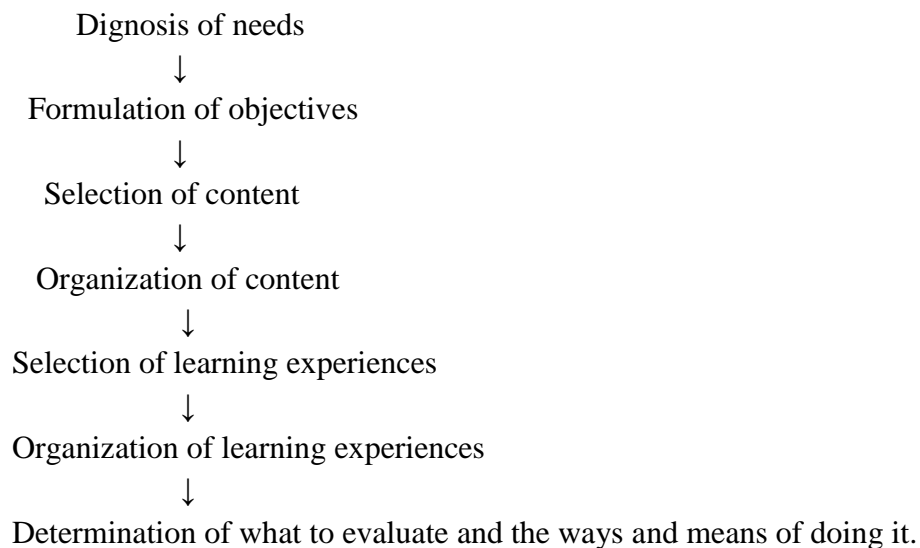 Dignosis of needs
↓
Formulation of objectives
↓
Selection of content
↓
Organization of content
↓
Selection of learning experiences
↓
Organization of learning experiences
↓
Determination of what to evaluate and the ways and means of doing it.